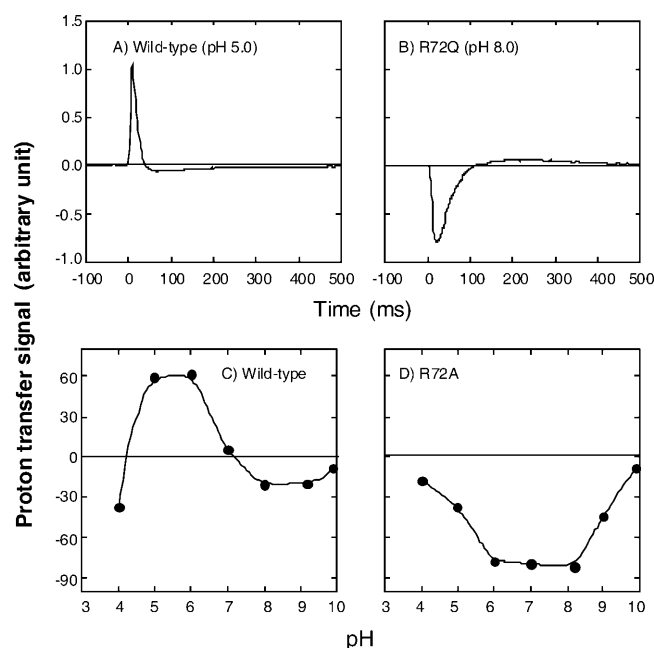 Proton transfer signal (arbitrary unit)
A) Wild-type (pH 5.0)
1.5
1.0
0.5
0.0
-0.5
-1.0
-100 0 100 200 300 400 500
B) R72Q (pH 8.0)
-100 0 100 200 300 400 500
Time (ms)
C) Wild-type
60
30
0
-30
-60
-90
3 4 5 6 7 8 9 10
D) R72A
3 4 5 6 7 8 9 10
pH